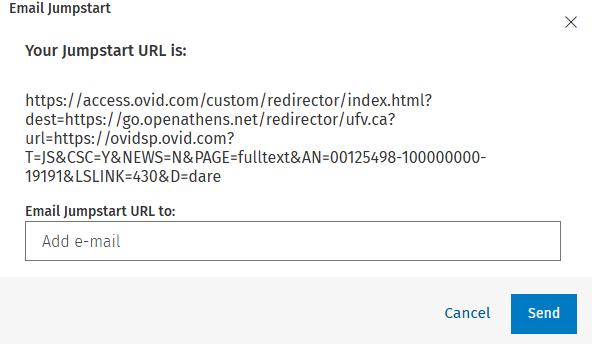 Email Jumpstart
Your Jumpstart URL is:
https://access.ovid.com/custom/redirector/index.html?
dest=https://go.openathens.net/redirector/ufv.ca?
url=https://ovidsp.ovid.com?
T=JS&CSC=Y&NEWS=N&PAGE=fulltext&AN=00125498-100000000-
19191&LSLINK=430&D=dare
Email Jumpstart URL to:
Add e-mail
Cancel
Send